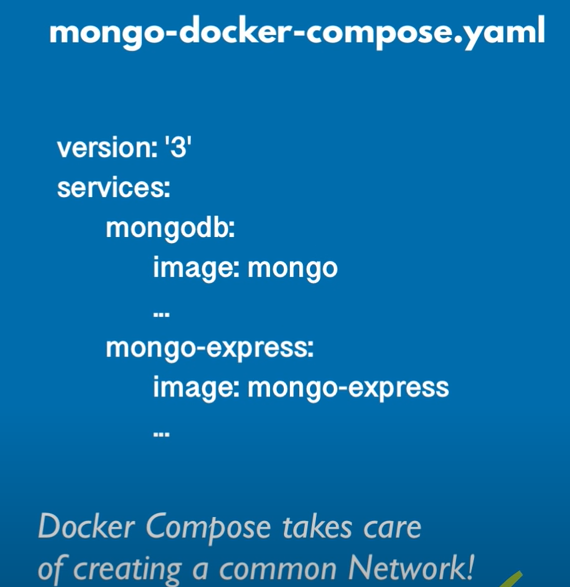 mongo-docker-compose.yaml
version: '3'
services:
mongodb:
image: mongo
...
mongo-express:
image: mongo-express
...
Docker Compose takes care
of creating a common Network!